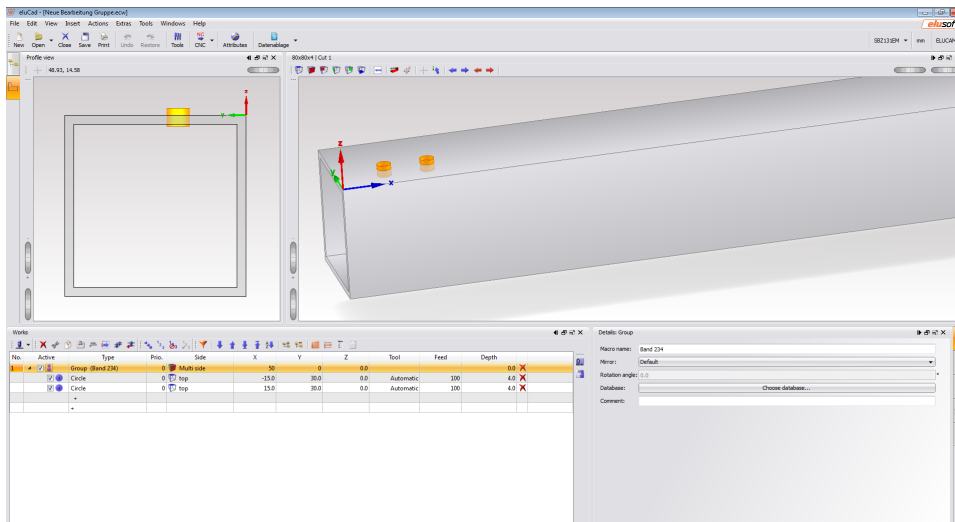 eluCad - [Neue Bearbeitung Gruppe.ecw]
File Edit View Insert Actions Extras Tools Windows Help
elusoft
NC
New Open Close Save Print Undo Restore Tools CNC Attributes Datenablage
SBZ131EM mm ELUCAM
Profile view
80x80x4 | Cut 1
48.93, 14.58
z
y
z
y
x
Works
Details: Group
No. Active Type Prio. Side X Y Z Tool Feed Depth
1 Group (Band 234) 0 Multi side 50 0 0.0 0.0
Circle 0 top -15.0 30.0 0.0 Automatic 100 4.0
Circle 0 top 15.0 30.0 0.0 Automatic 100 4.0
+
+
Macro name: Band 234
Mirror: Default
Rotation angle: 0.0 °
Database: Choose database...
Comment: